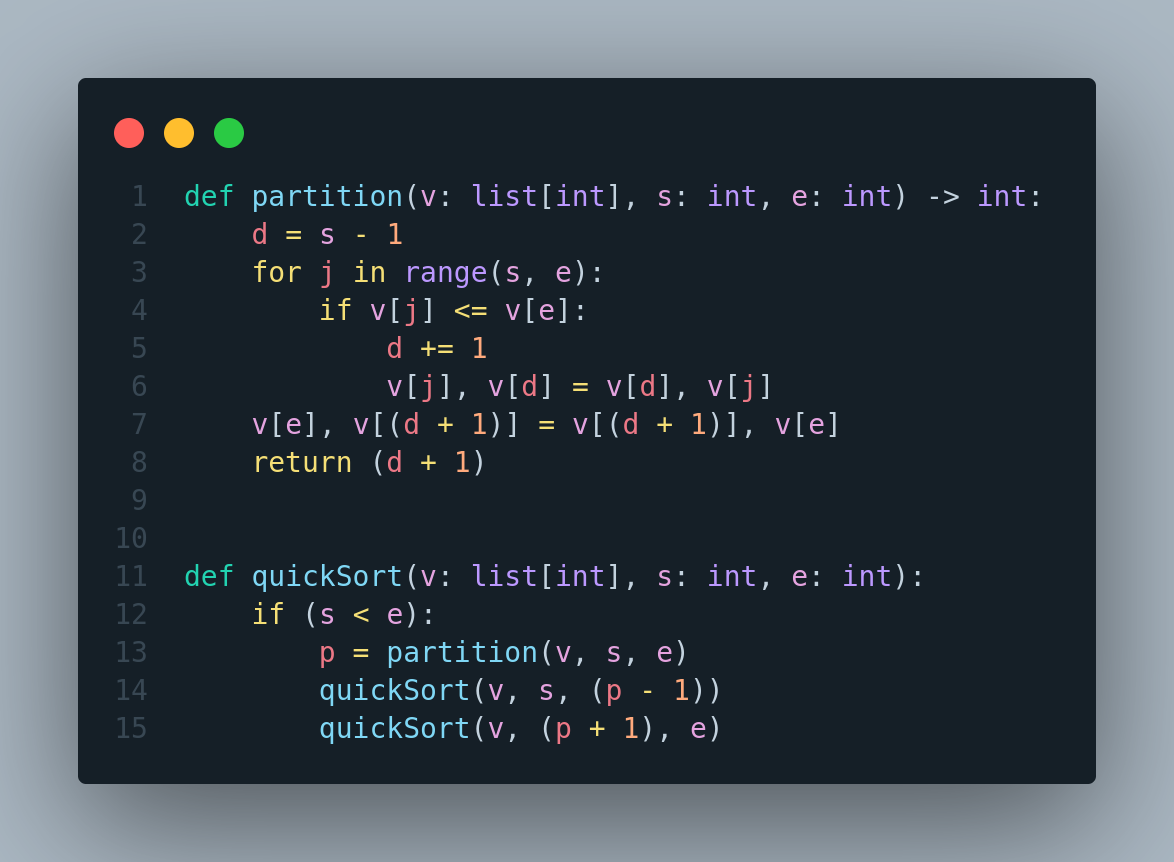 1 def partition(v: list[int], s: int, e: int) -> int:
2     d = s - 1
3     for j in range(s, e):
4         if v[j] <= v[e]:
5             d += 1
6             v[j], v[d] = v[d], v[j]
7     v[e], v[(d + 1)] = v[(d + 1)], v[e]
8     return (d + 1)
9
10
11 def quickSort(v: list[int], s: int, e: int):
12     if (s < e):
13         p = partition(v, s, e)
14         quickSort(v, s, (p - 1))
15         quickSort(v, (p + 1), e)